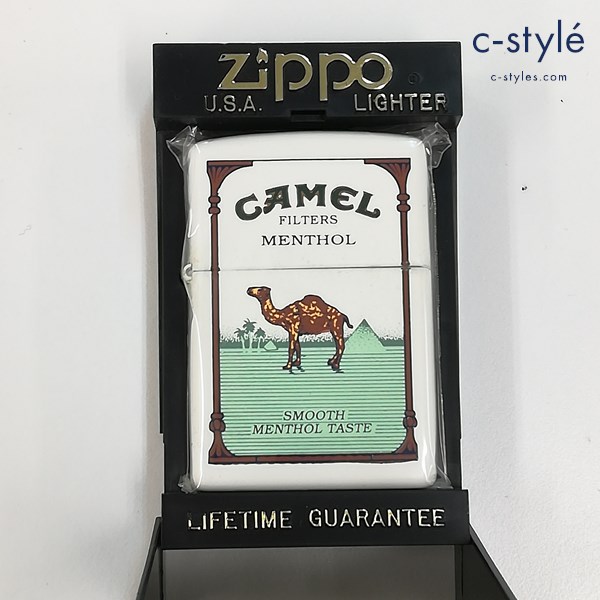 c-stylé
c-styles.com
zippo
U.S.A. LIGHTER
CAMEL
FILTERS
MENTHOL
SMOOTH
MENTHOL TASTE
LIFETIME GUARANTEE